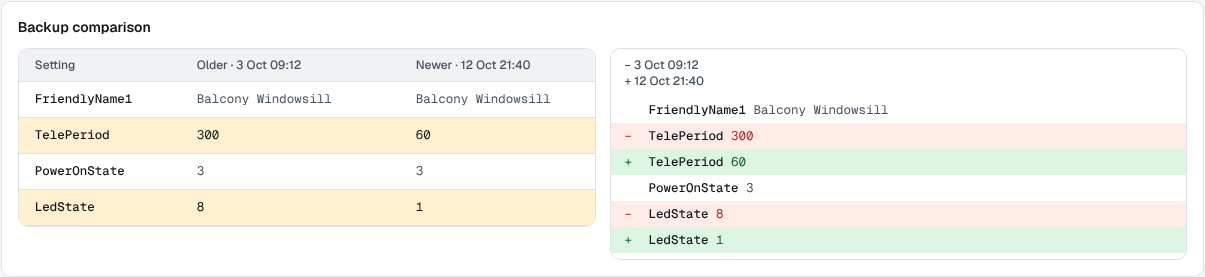 Backup comparison
Setting Older · 3 Oct 09:12 Newer · 12 Oct 21:40
FriendlyName1 Balcony Windowsill Balcony Windowsill
TelePeriod 300 60
PowerOnState 3 3
LedState 8 1
− 3 Oct 09:12
+ 12 Oct 21:40
FriendlyName1 Balcony Windowsill
− TelePeriod 300
+ TelePeriod 60
PowerOnState 3
− LedState 8
+ LedState 1